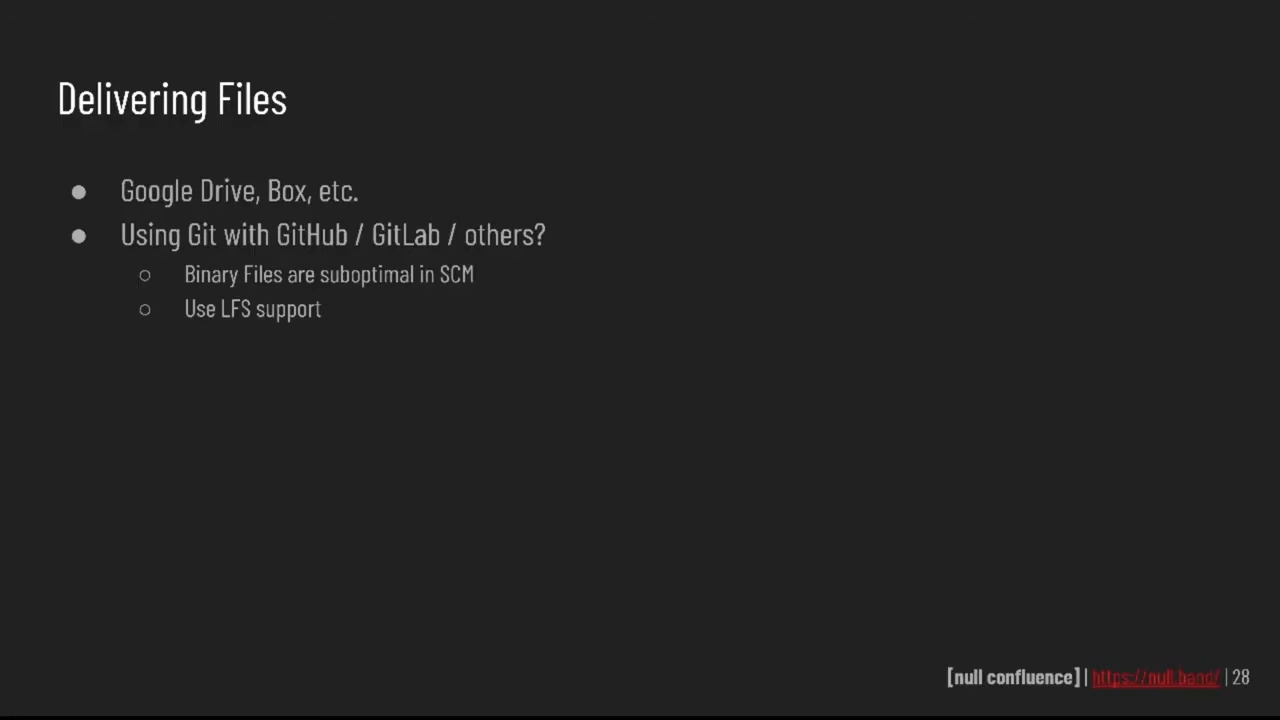 Delivering Files
● Google Drive, Box, etc.
● Using Git with GitHub / GitLab / others?
○ Binary Files are suboptimal in SCM
○ Use LFS support
[null confluence] | https://null.band/ | 28